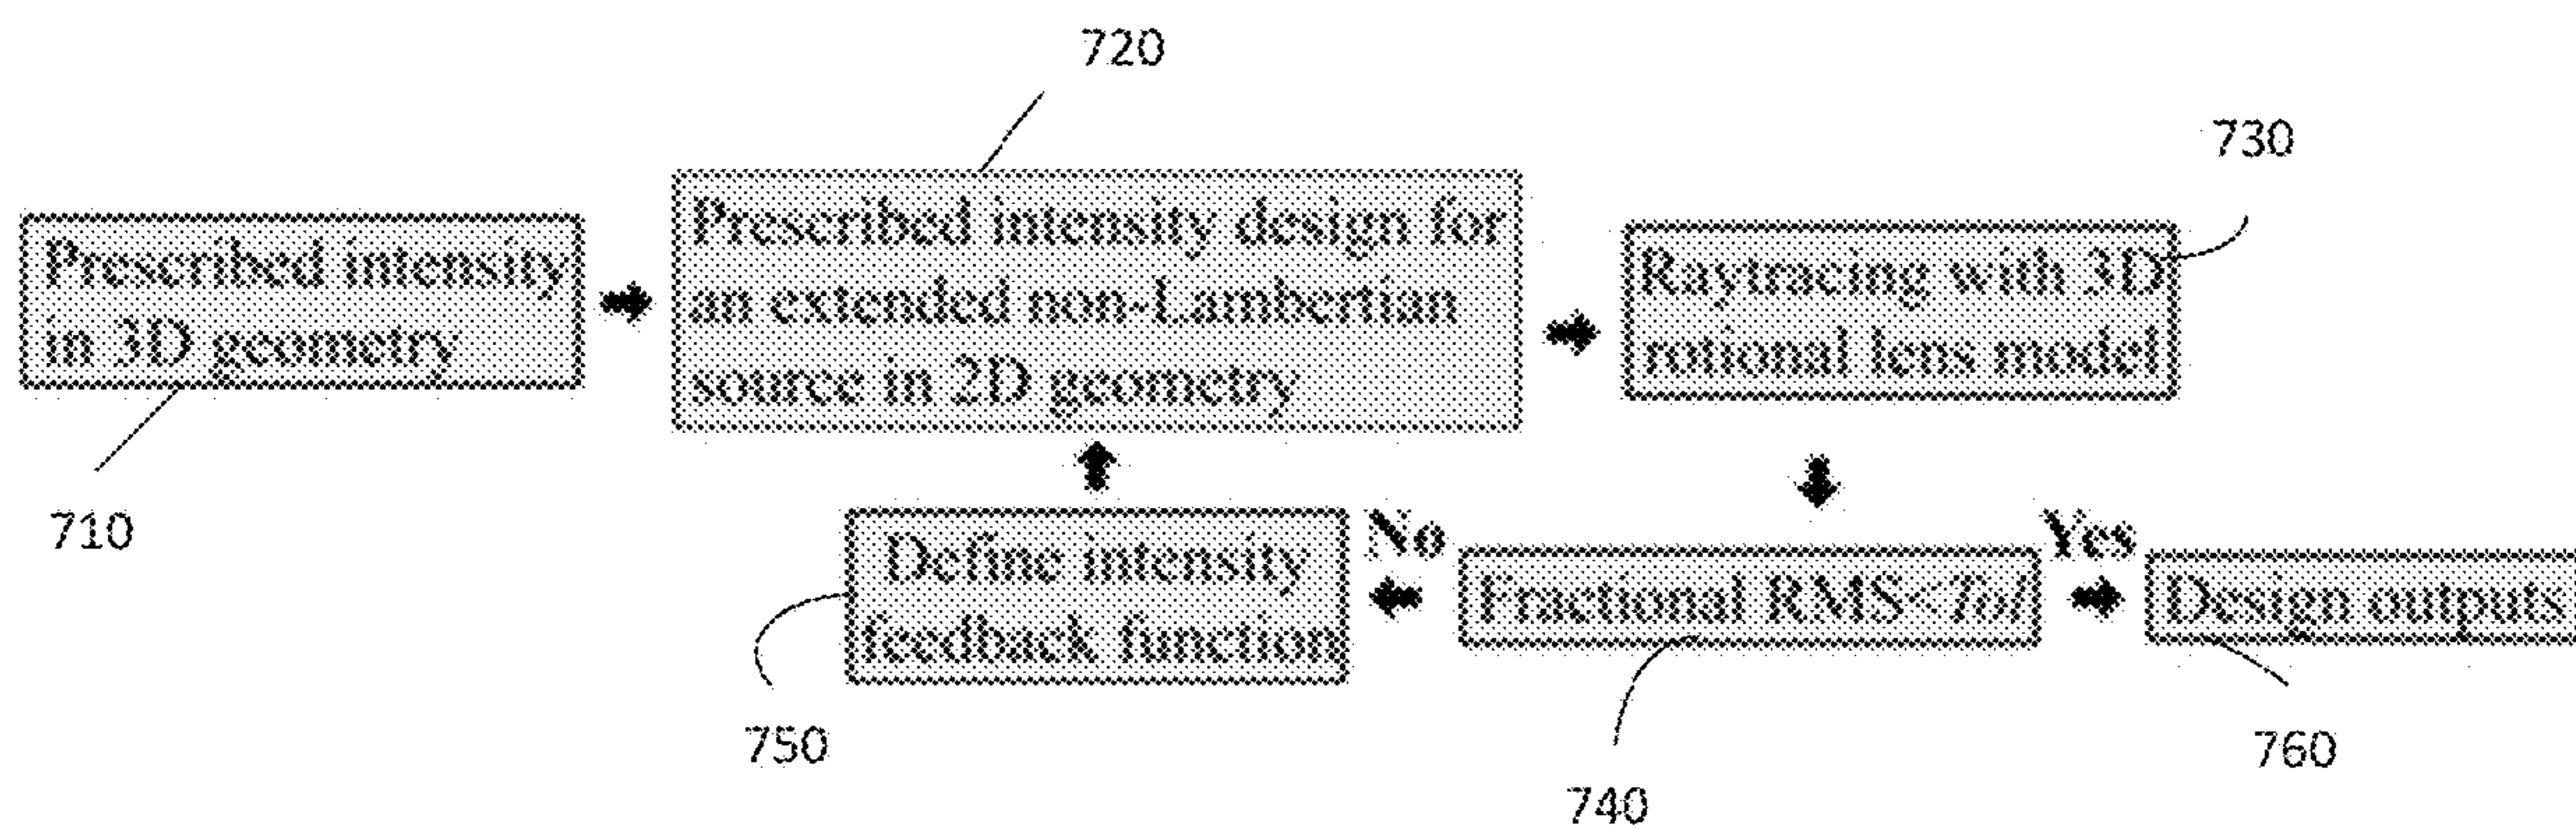 720
730
Prescribed intensity
in 3D geometry
Prescribed intensity design for
an extended non-Lambertian
source in 2D geometry
Raytracing with 3D
rotional lens model
710
Define intensity
feedback function
No
Fractional RMS<Tol
Yes
Design outputs
750
740
760